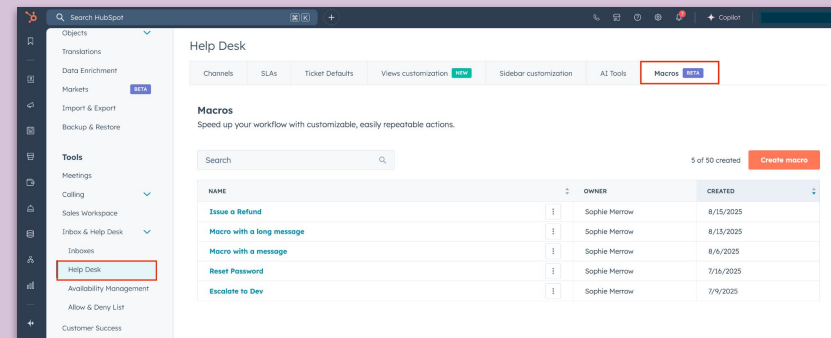 Search HubSpot
⌘ K
+
7
Copilot
Objects
Translations
Data Enrichment
Markets BETA
Import & Export
Backup & Restore
Tools
Meetings
Calling
Sales Workspace
Inbox & Help Desk
Inboxes
Help Desk
Availability Management
Allow & Deny List
Customer Success
Help Desk
Channels SLAs Ticket Defaults Views customization NEW Sidebar customization AI Tools Macros BETA
Macros
Speed up your workflow with customizable, easily repeatable actions.
Search
5 of 50 created Create macro
NAME OWNER CREATED
Issue a Refund Sophie Merrow 8/15/2025
Macro with a long message Sophie Merrow 8/13/2025
Macro with a message Sophie Merrow 8/6/2025
Reset Password Sophie Merrow 7/16/2025
Escalate to Dev Sophie Merrow 7/9/2025